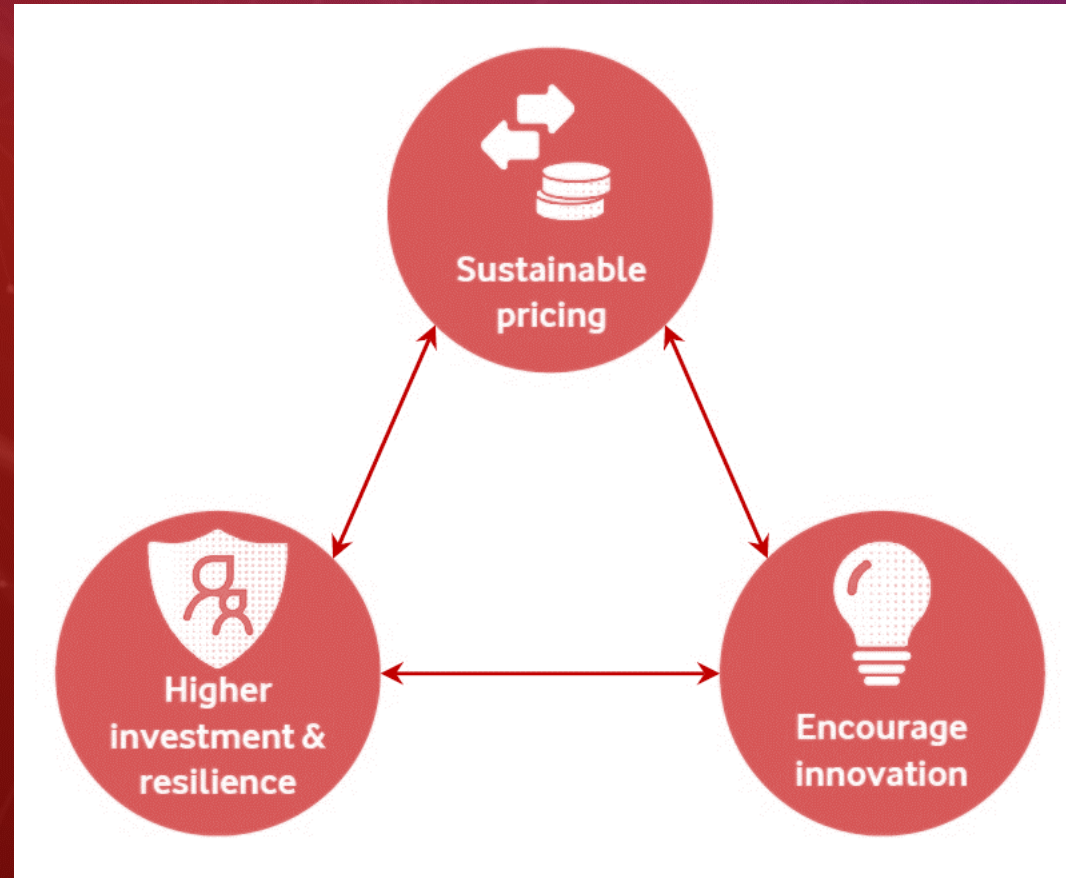 Sustainable
pricing
Higher
investment &
resilience
Encourage
innovation